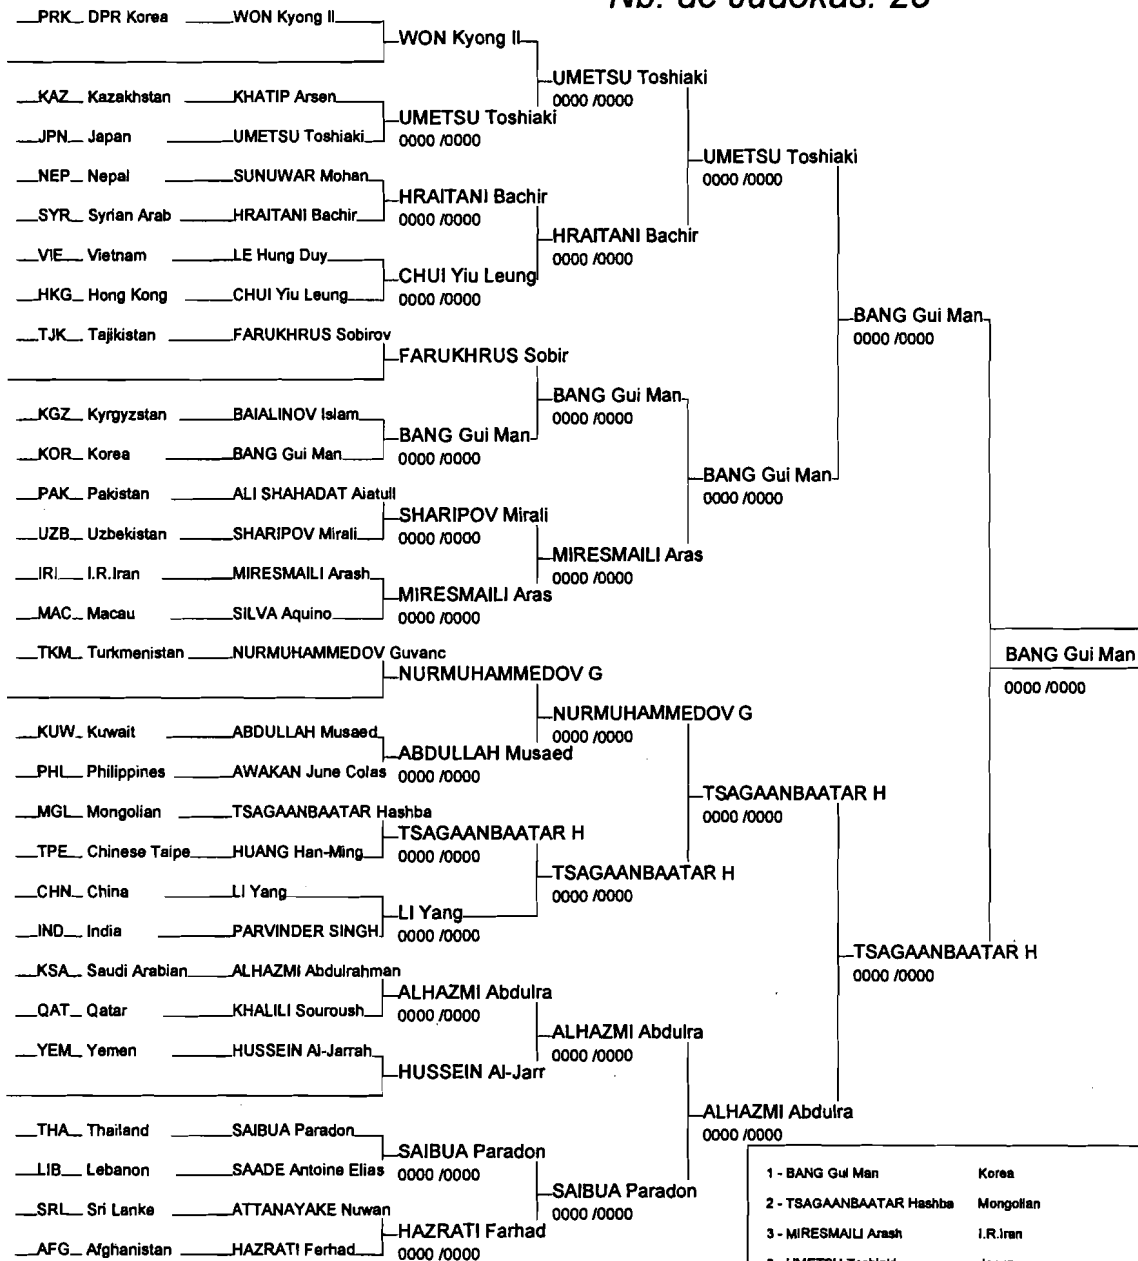 Nb. de Judokas: 28
PRK DPR Korea WON Kyong Il
WON Kyong Il
UMETSU Toshiaki
0000 /0000
KAZ Kazakhstan KHATIP Arsen
UMETSU Toshiaki
0000 /0000
JPN Japan UMETSU Toshiaki
UMETSU Toshiaki
0000 /0000
NEP Nepal SUNUWAR Mohan
HRAITANI Bachir
0000 /0000
SYR Syrian Arab HRAITANI Bachir
HRAITANI Bachir
0000 /0000
VIE Vietnam LE Hung Duy
CHUI Yiu Leung
0000 /0000
HKG Hong Kong CHUI Yiu Leung
BANG Gui Man
0000 /0000
TJK Tajikistan FARUKHRUS Sobirov
FARUKHRUS Sobir
BANG Gui Man
0000 /0000
KGZ Kyrgyzstan BAIALINOV Islam
BANG Gui Man
0000 /0000
KOR Korea BANG Gui Man
BANG Gui Man
0000 /0000
PAK Pakistan ALI SHAHADAT Aiatull
SHARIPOV Mirali
0000 /0000
UZB Uzbekistan SHARIPOV Mirali
MIRESMAILI Aras
0000 /0000
IRI I.R.Iran MIRESMAILI Arash
MIRESMAILI Aras
0000 /0000
MAC Macau SILVA Aquino
TKM Turkmenistan NURMUHAMMEDOV Guvanc
BANG Gui Man
0000 /0000
NURMUHAMMEDOV G
NURMUHAMMEDOV G
0000 /0000
KUW Kuwait ABDULLAH Musaed
ABDULLAH Musaed
0000 /0000
PHL Philippines AWAKAN June Colas
TSAGAANBAATAR H
0000 /0000
MGL Mongolian TSAGAANBAATAR Hashba
TSAGAANBAATAR H
0000 /0000
TPE Chinese Taipe HUANG Han-Ming
TSAGAANBAATAR H
0000 /0000
CHN China LI Yang
LI Yang
0000 /0000
IND India PARVINDER SINGH
TSAGAANBAATAR H
0000 /0000
KSA Saudi Arabian ALHAZMI Abdulrahman
ALHAZMI Abdulra
0000 /0000
QAT Qatar KHALILI Souroush
ALHAZMI Abdulra
0000 /0000
YEM Yemen HUSSEIN Al-Jarrah
HUSSEIN Al-Jarr
ALHAZMI Abdulra
0000 /0000
THA Thailand SAIBUA Paradon
SAIBUA Paradon
0000 /0000
LIB Lebanon SAADE Antoine Elias
SAIBUA Paradon
0000 /0000
SRL Sri Lanke ATTANAYAKE Nuwan
HAZRATI Farhad
0000 /0000
AFG Afghanistan HAZRATI Ferhad
1 - BANG Gui Man Korea
2 - TSAGAANBAATAR Hashba Mongolian
3 - MIRESMAILI Arash I.R.Iran